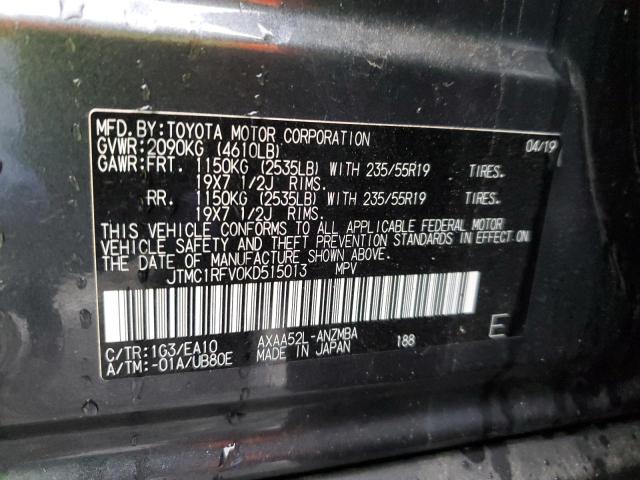 MFD. BY: TOYOTA MOTOR CORPORATION 04/19
GVWR: 2090KG (4610LB)
GAWR: FRT. 1150KG (2535LB) WITH 235/55R19 TIRES.
19X7 1/2J RIMS.
RR. 1150KG (2535LB) WITH 235/55R19 TIRES.
19X7 1/2J RIMS.
THIS VEHICLE CONFORMS TO ALL APPLICABLE FEDERAL MOTOR
VEHICLE SAFETY AND THEFT PREVENTION STANDARDS IN EFFECT ON
THE DATE OF MANUFACTURE SHOWN ABOVE.
JTMC1RFV0KD515013 MPV
C/TR: 1G3/EA10 AXAA52L-ANZMBA 188 E
A/TM: -01A/UB80E MADE IN JAPAN